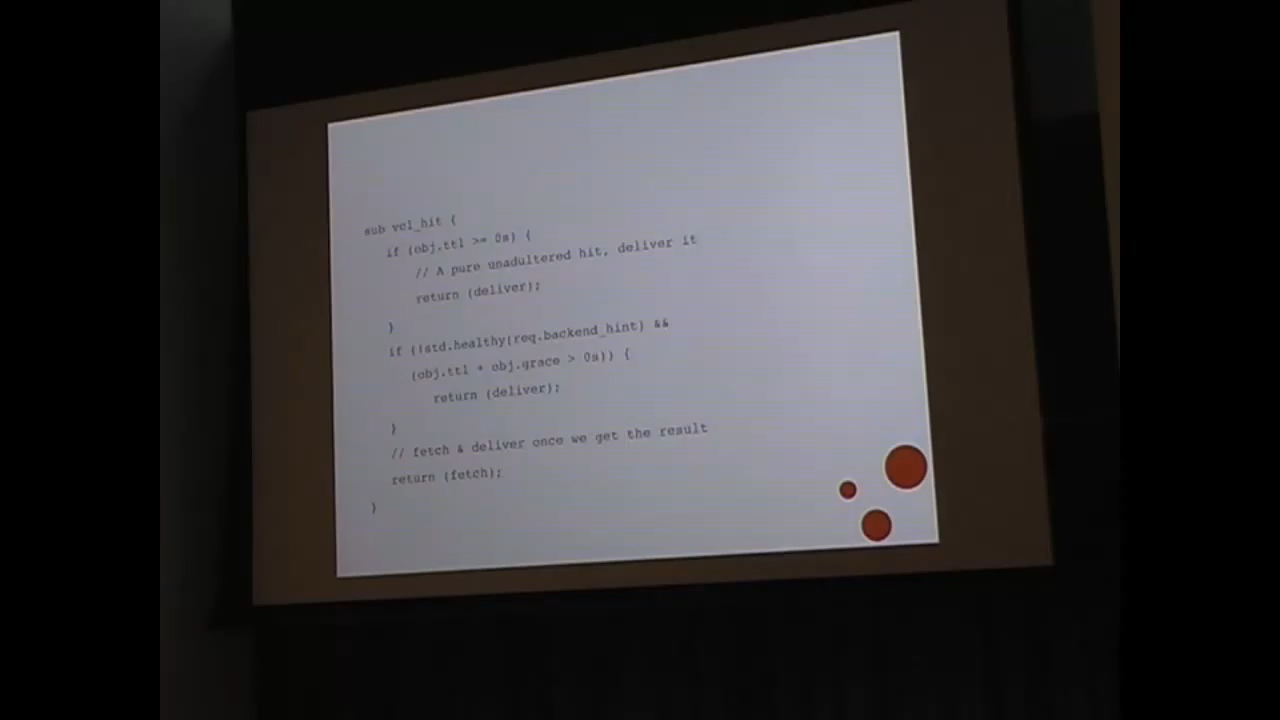 sub vcl_hit {
if (obj.ttl >= 0s) {
// A pure unadultered hit, deliver it
return (deliver);
}
if (!std.healthy(req.backend_hint) &&
(obj.ttl + obj.grace > 0s)) {
return (deliver);
}
// fetch & deliver once we get the result
return (fetch);
}